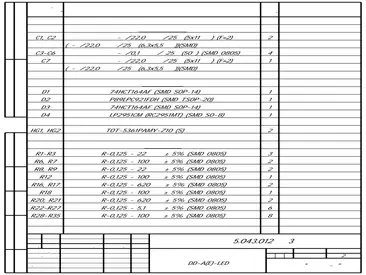 C1, C2 - /22,0 /25 (5x11 ) (F=2) 2
( - /22,0 /25 (6,3x5,5 )(SMD)
C3-C6 - /0,1 / 25 (50 ) (SMD 0805) 4
C7 - /22,0 /25 (5x11 ) (F=2) 1
( - /22,0 /25 (6,3x5,5 )(SMD)
D1 74HCT164AF (SMD SOP-14) 1
D2 P89LPC921FDH (SMD TSOP-20) 1
D3 74HCT164AF (SMD SOP-14) 1
D4 LP2951CM (RC2951MT) (SMD SO-8) 1
HG1, HG2 TOT-5361PAMY-Z10 (S) 2
R1-R3 R-0,125 - 22 ± 5% (SMD 0805) 3
R6, R7 R-0,125 - 100 ± 5% (SMD 0805) 2
R8, R9 R-0,125 - 22 ± 5% (SMD 0805) 2
R12 R-0,125 - 100 ± 5% (SMD 0805) 1
R16, R17 R-0,125 - 620 ± 5% (SMD 0805) 2
R18 R-0,125 - 100 ± 5% (SMD 0805) 1
R20, R21 R-0,125 - 620 ± 5% (SMD 0805) 2
R22-R27 R-0,125 - 5,1 ± 5% (SMD 0805) 6
R28-R35 R-0,125 - 100 ± 5% (SMD 0805) 8
5.043.012 3
2
DD-A(E)-LED